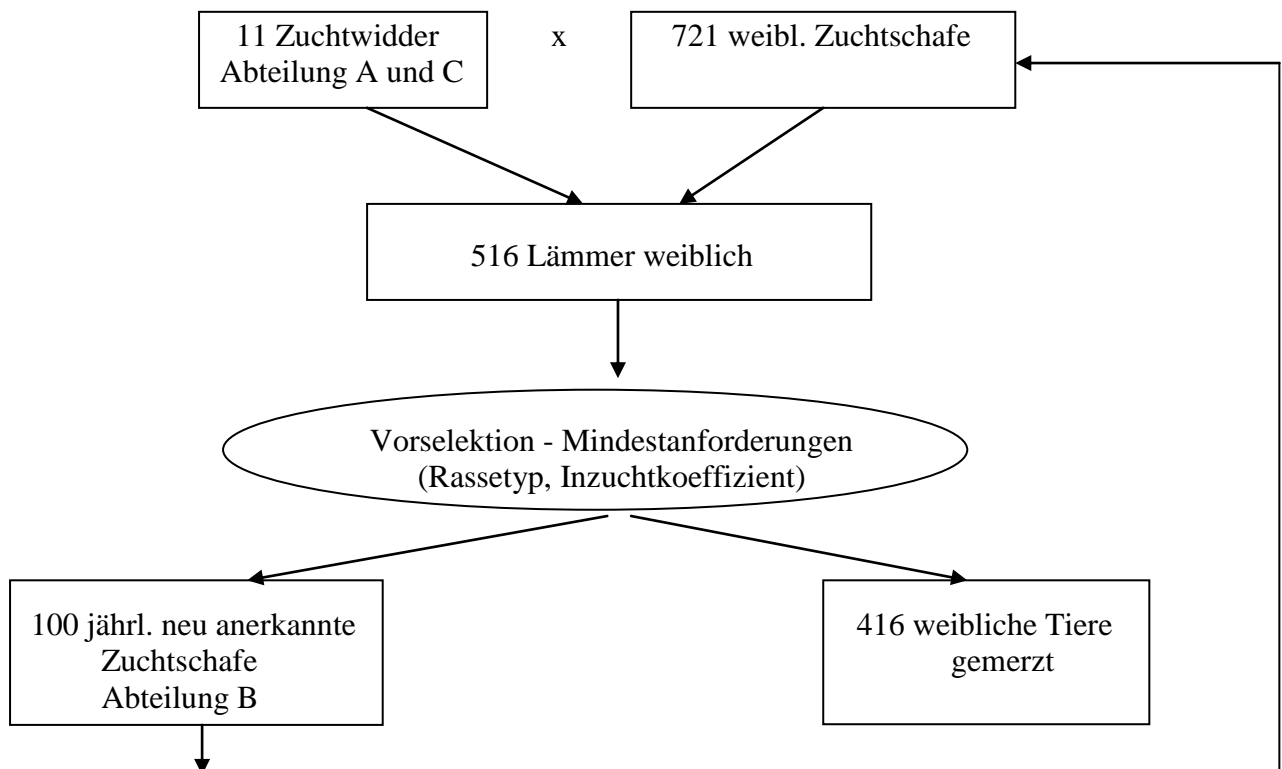 11 Zuchtwidder
Abteilung A und C
x
721 weibl. Zuchtschafe
516 Lämmer weiblich
Vorselektion - Mindestanforderungen
(Rassetyp, Inzuchtkoeffizient)
100 jährl. neu anerkannte
Zuchtschafe
Abteilung B
416 weibliche Tiere
gemerzt